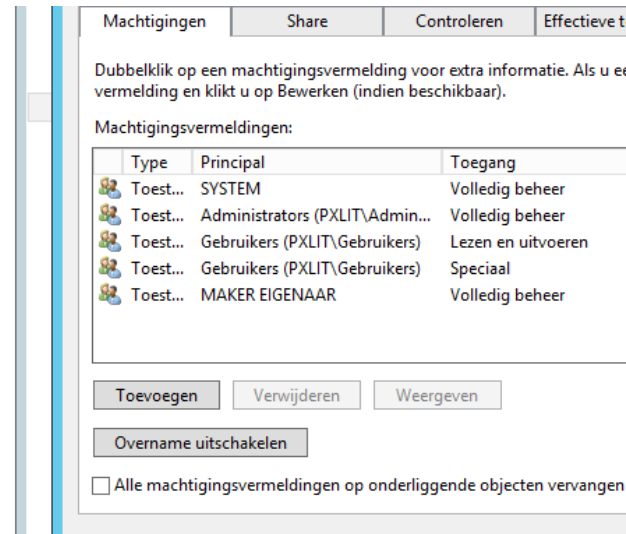 Machtigingen Share Controleren Effectieve
Dubbelklik op een machtigingsvermelding voor extra informatie. Als u
vermelding en klikt u op Bewerken (indien beschikbaar).
Machtigingsvermeldingen:
Type Principal Toegang
Toest... SYSTEM Volledig beheer
Toest... Administrators (PXLIT\Admin... Volledig beheer
Toest... Gebruikers (PXLIT\Gebruikers) Lezen en uitvoeren
Toest... Gebruikers (PXLIT\Gebruikers) Speciaal
Toest... MAKER EIGENAAR Volledig beheer
Toevoegen Verwijderen Weergeven
Overname uitschakelen
Alle machtigingsvermeldingen op onderliggende objecten vervangen